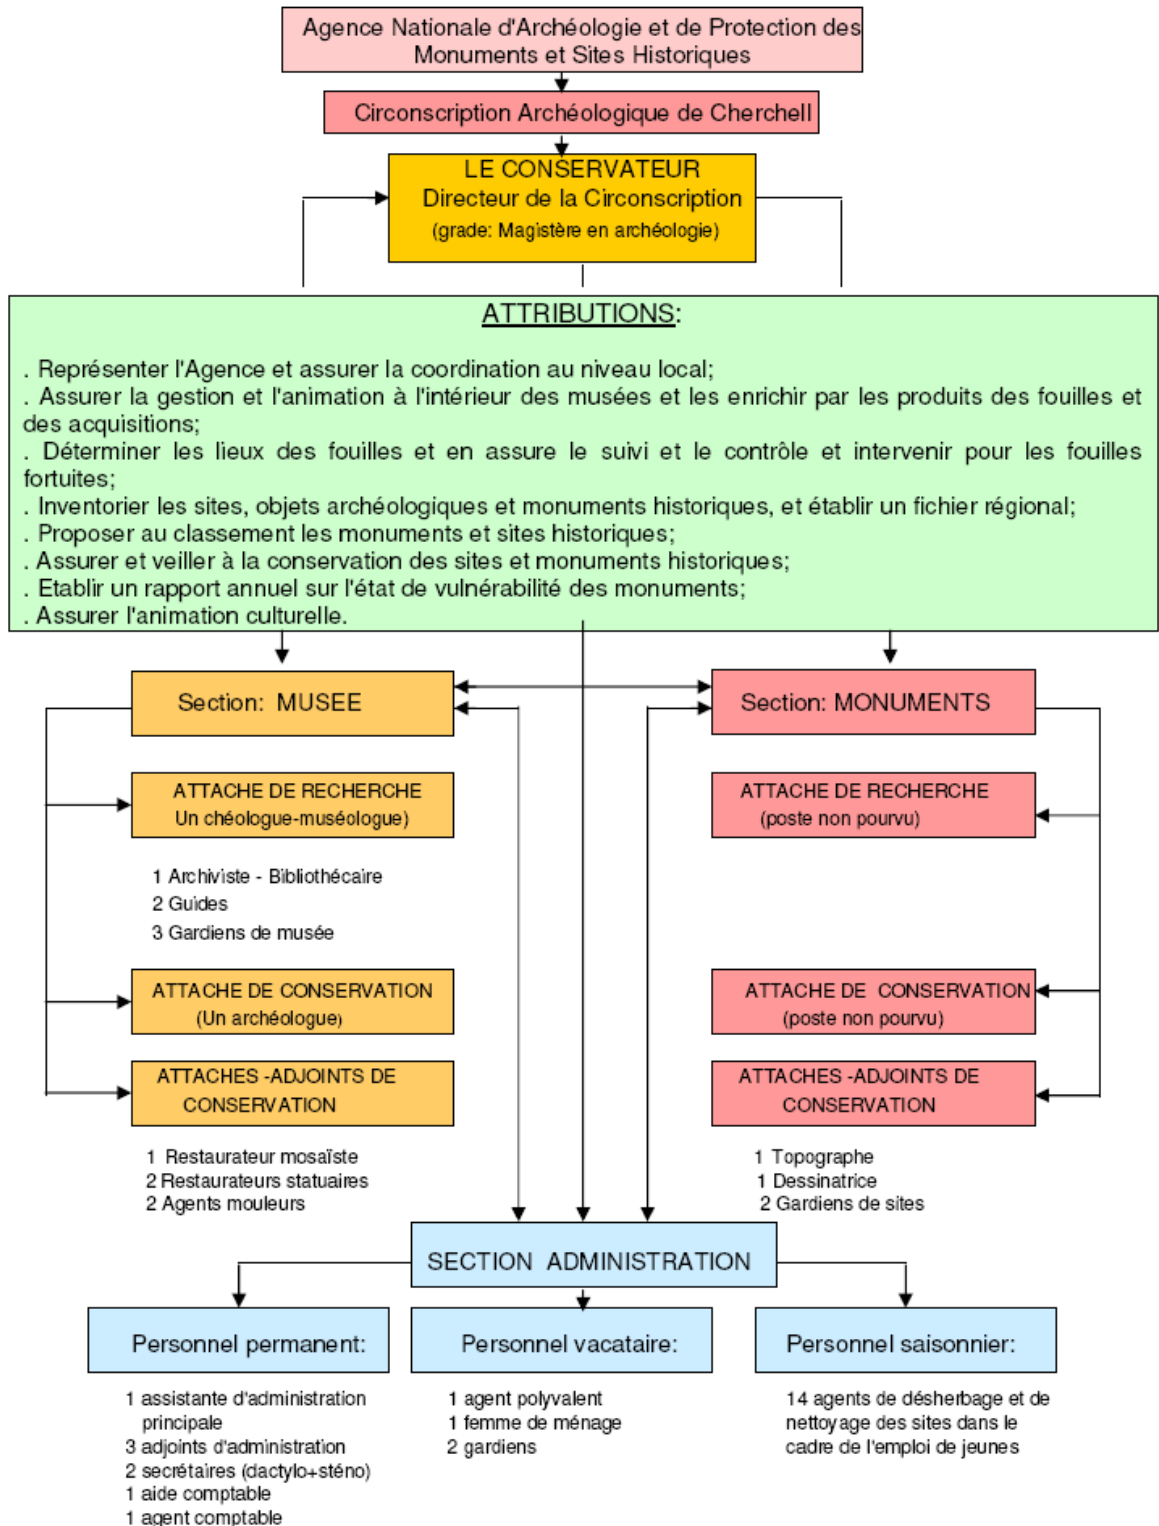 Agence Nationale d'Archéologie et de Protection des
Monuments et Sites Historiques
Circonscription Archéologique de Cherchell
LE CONSERVATEUR
Directeur de la Circonscription
(grade: Magistère en archéologie)
ATTRIBUTIONS:
. Représenter l'Agence et assurer la coordination au niveau local;
. Assurer la gestion et l'animation à l'intérieur des musées et les enrichir par les produits des fouilles et
des acquisitions;
. Déterminer les lieux des fouilles et en assure le suivi et le contrôle et intervenir pour les fouilles
fortuites;
. Inventorier les sites, objets archéologiques et monuments historiques, et établir un fichier régional;
. Proposer au classement les monuments et sites historiques;
. Assurer et veiller à la conservation des sites et monuments historiques;
. Etablir un rapport annuel sur l'état de vulnérabilité des monuments;
. Assurer l'animation culturelle.
Section: MUSEE
Section: MONUMENTS
ATTACHE DE RECHERCHE
Un chéologue-muséologue)
ATTACHE DE RECHERCHE
(poste non pourvu)
1 Archiviste - Bibliothécaire
2 Guides
3 Gardiens de musée
ATTACHE DE CONSERVATION
(Un archéologue)
ATTACHE DE CONSERVATION
(poste non pourvu)
ATTACHES -ADJOINTS DE
CONSERVATION
ATTACHES -ADJOINTS DE
CONSERVATION
1 Restaurateur mosaïste
2 Restaurateurs statuaires
2 Agents mouleurs
1 Topographe
1 Dessinatrice
2 Gardiens de sites
SECTION ADMINISTRATION
Personnel permanent:
Personnel vacataire:
Personnel saisonnier:
1 assistante d'administration
principale
3 adjoints d'administration
2 secrétaires (dactylo+sténo)
1 aide comptable
1 agent comptable
1 agent polyvalent
1 femme de ménage
2 gardiens
14 agents de désherbage et de
nettoyage des sites dans le
cadre de l'emploi de jeunes